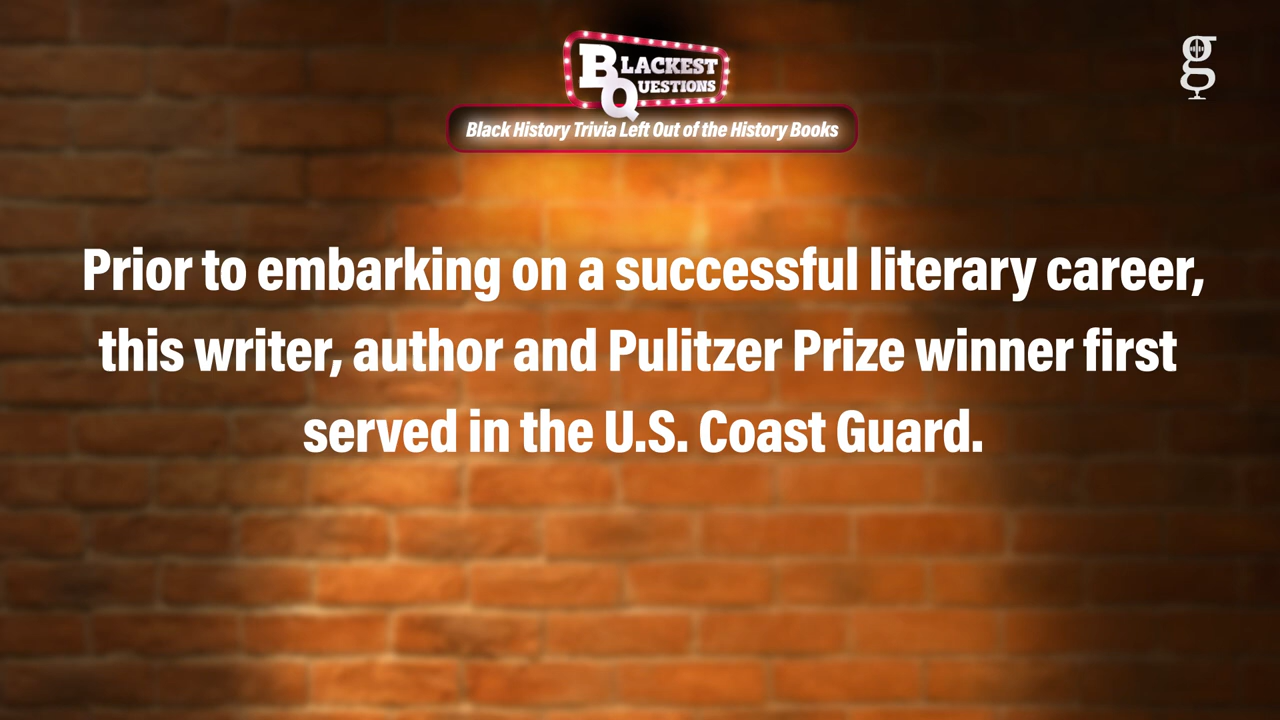 BLACKEST
QUESTIONS
Black History Trivia Left Out of the History Books
g
Prior to embarking on a successful literary career,
this writer, author and Pulitzer Prize winner first
served in the U.S. Coast Guard.